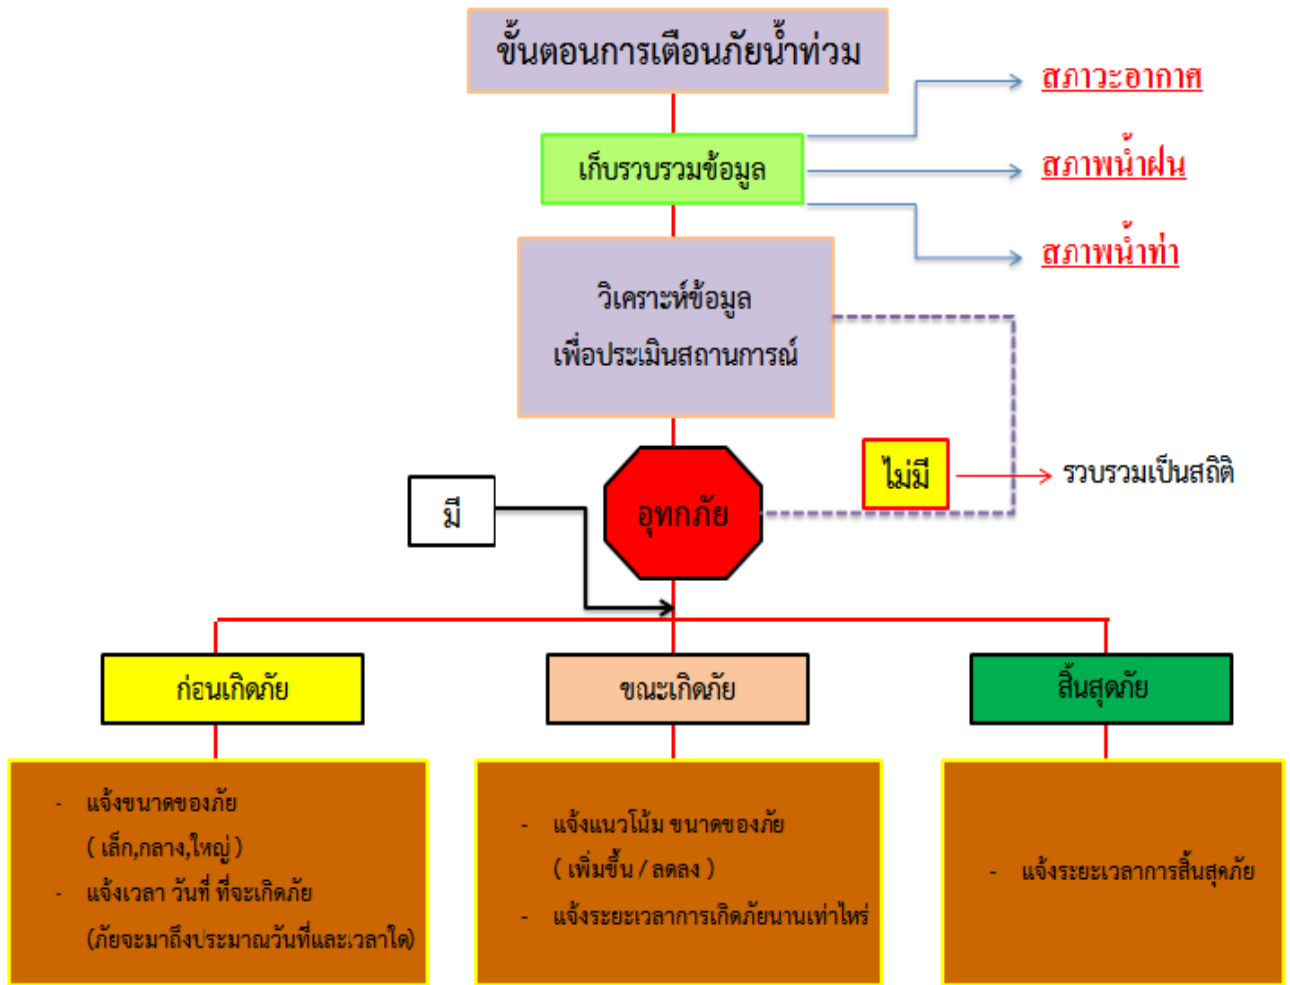 ขั้นตอนการเตือนภัยน้ำท่วม
สภาวะอากาศ
เก็บรวบรวมข้อมูล
สภาพน้ำฝน
สภาพน้ำท่า
วิเคราะห์ข้อมูล
เพื่อประเมินสถานการณ์
ไม่มี
รวบรวมเป็นสถิติ
มี
อุทกภัย
ก่อนเกิดภัย
ขณะเกิดภัย
สิ้นสุดภัย
- แจ้งขนาดของภัย
( เล็ก,กลาง,ใหญ่ )
- แจ้งเวลา วันที่ ที่จะเกิดภัย
(ภัยจะมาถึงประมาณวันที่และเวลาใด)
- แจ้งแนวโน้ม ขนาดของภัย
( เพิ่มขึ้น / ลดลง )
- แจ้งระยะเวลาการเกิดภัยนานเท่าไหร่
- แจ้งระยะเวลาการสิ้นสุดภัย